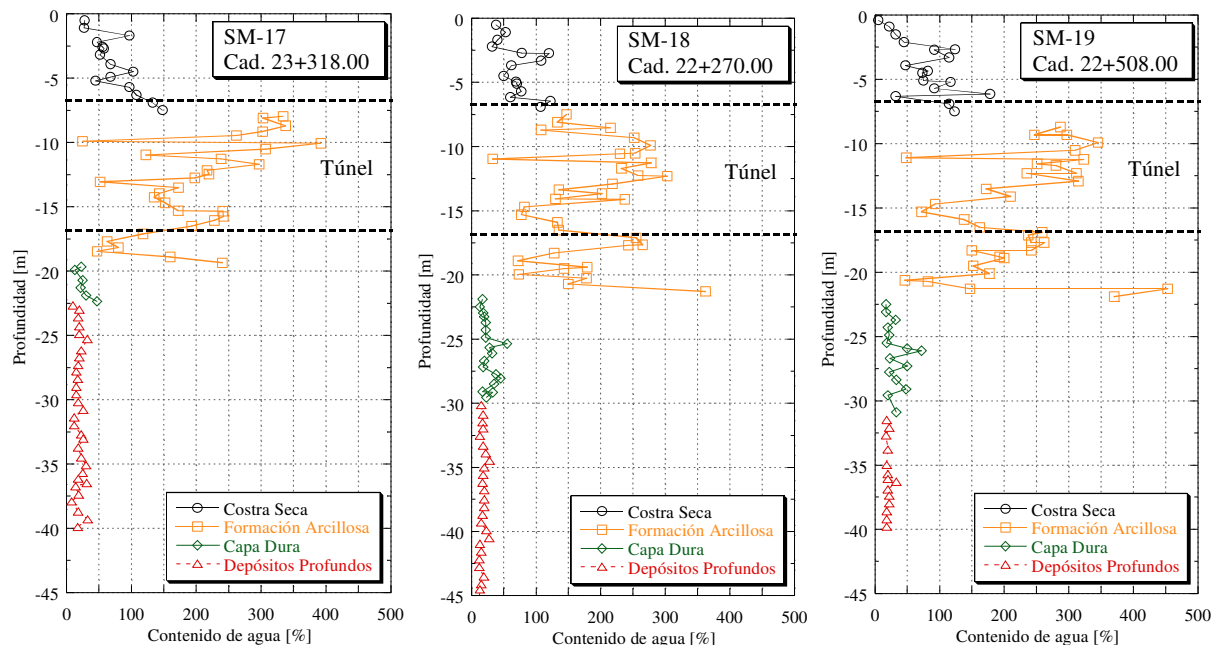 SM-17
Cad. 23+318.00
Túnel
Profundidad [m]
0
-5
-10
-15
-20
-25
-30
-35
-40
-45
Costra Seca
Formación Arcillosa
Capa Dura
Depósitos Profundos
0 100 200 300 400 500
Contenido de agua [%]
SM-18
Cad. 22+270.00
Túnel
Profundidad [m]
0
-5
-10
-15
-20
-25
-30
-35
-40
-45
Costra Seca
Formación Arcillosa
Capa Dura
Depósitos Profundos
0 100 200 300 400 500
Contenido de agua [%]
SM-19
Cad. 22+508.00
Túnel
Profundidad [m]
0
-5
-10
-15
-20
-25
-30
-35
-40
-45
Costra Seca
Formación Arcillosa
Capa Dura
Depósitos Profundos
0 100 200 300 400 500
Contenido de agua [%]